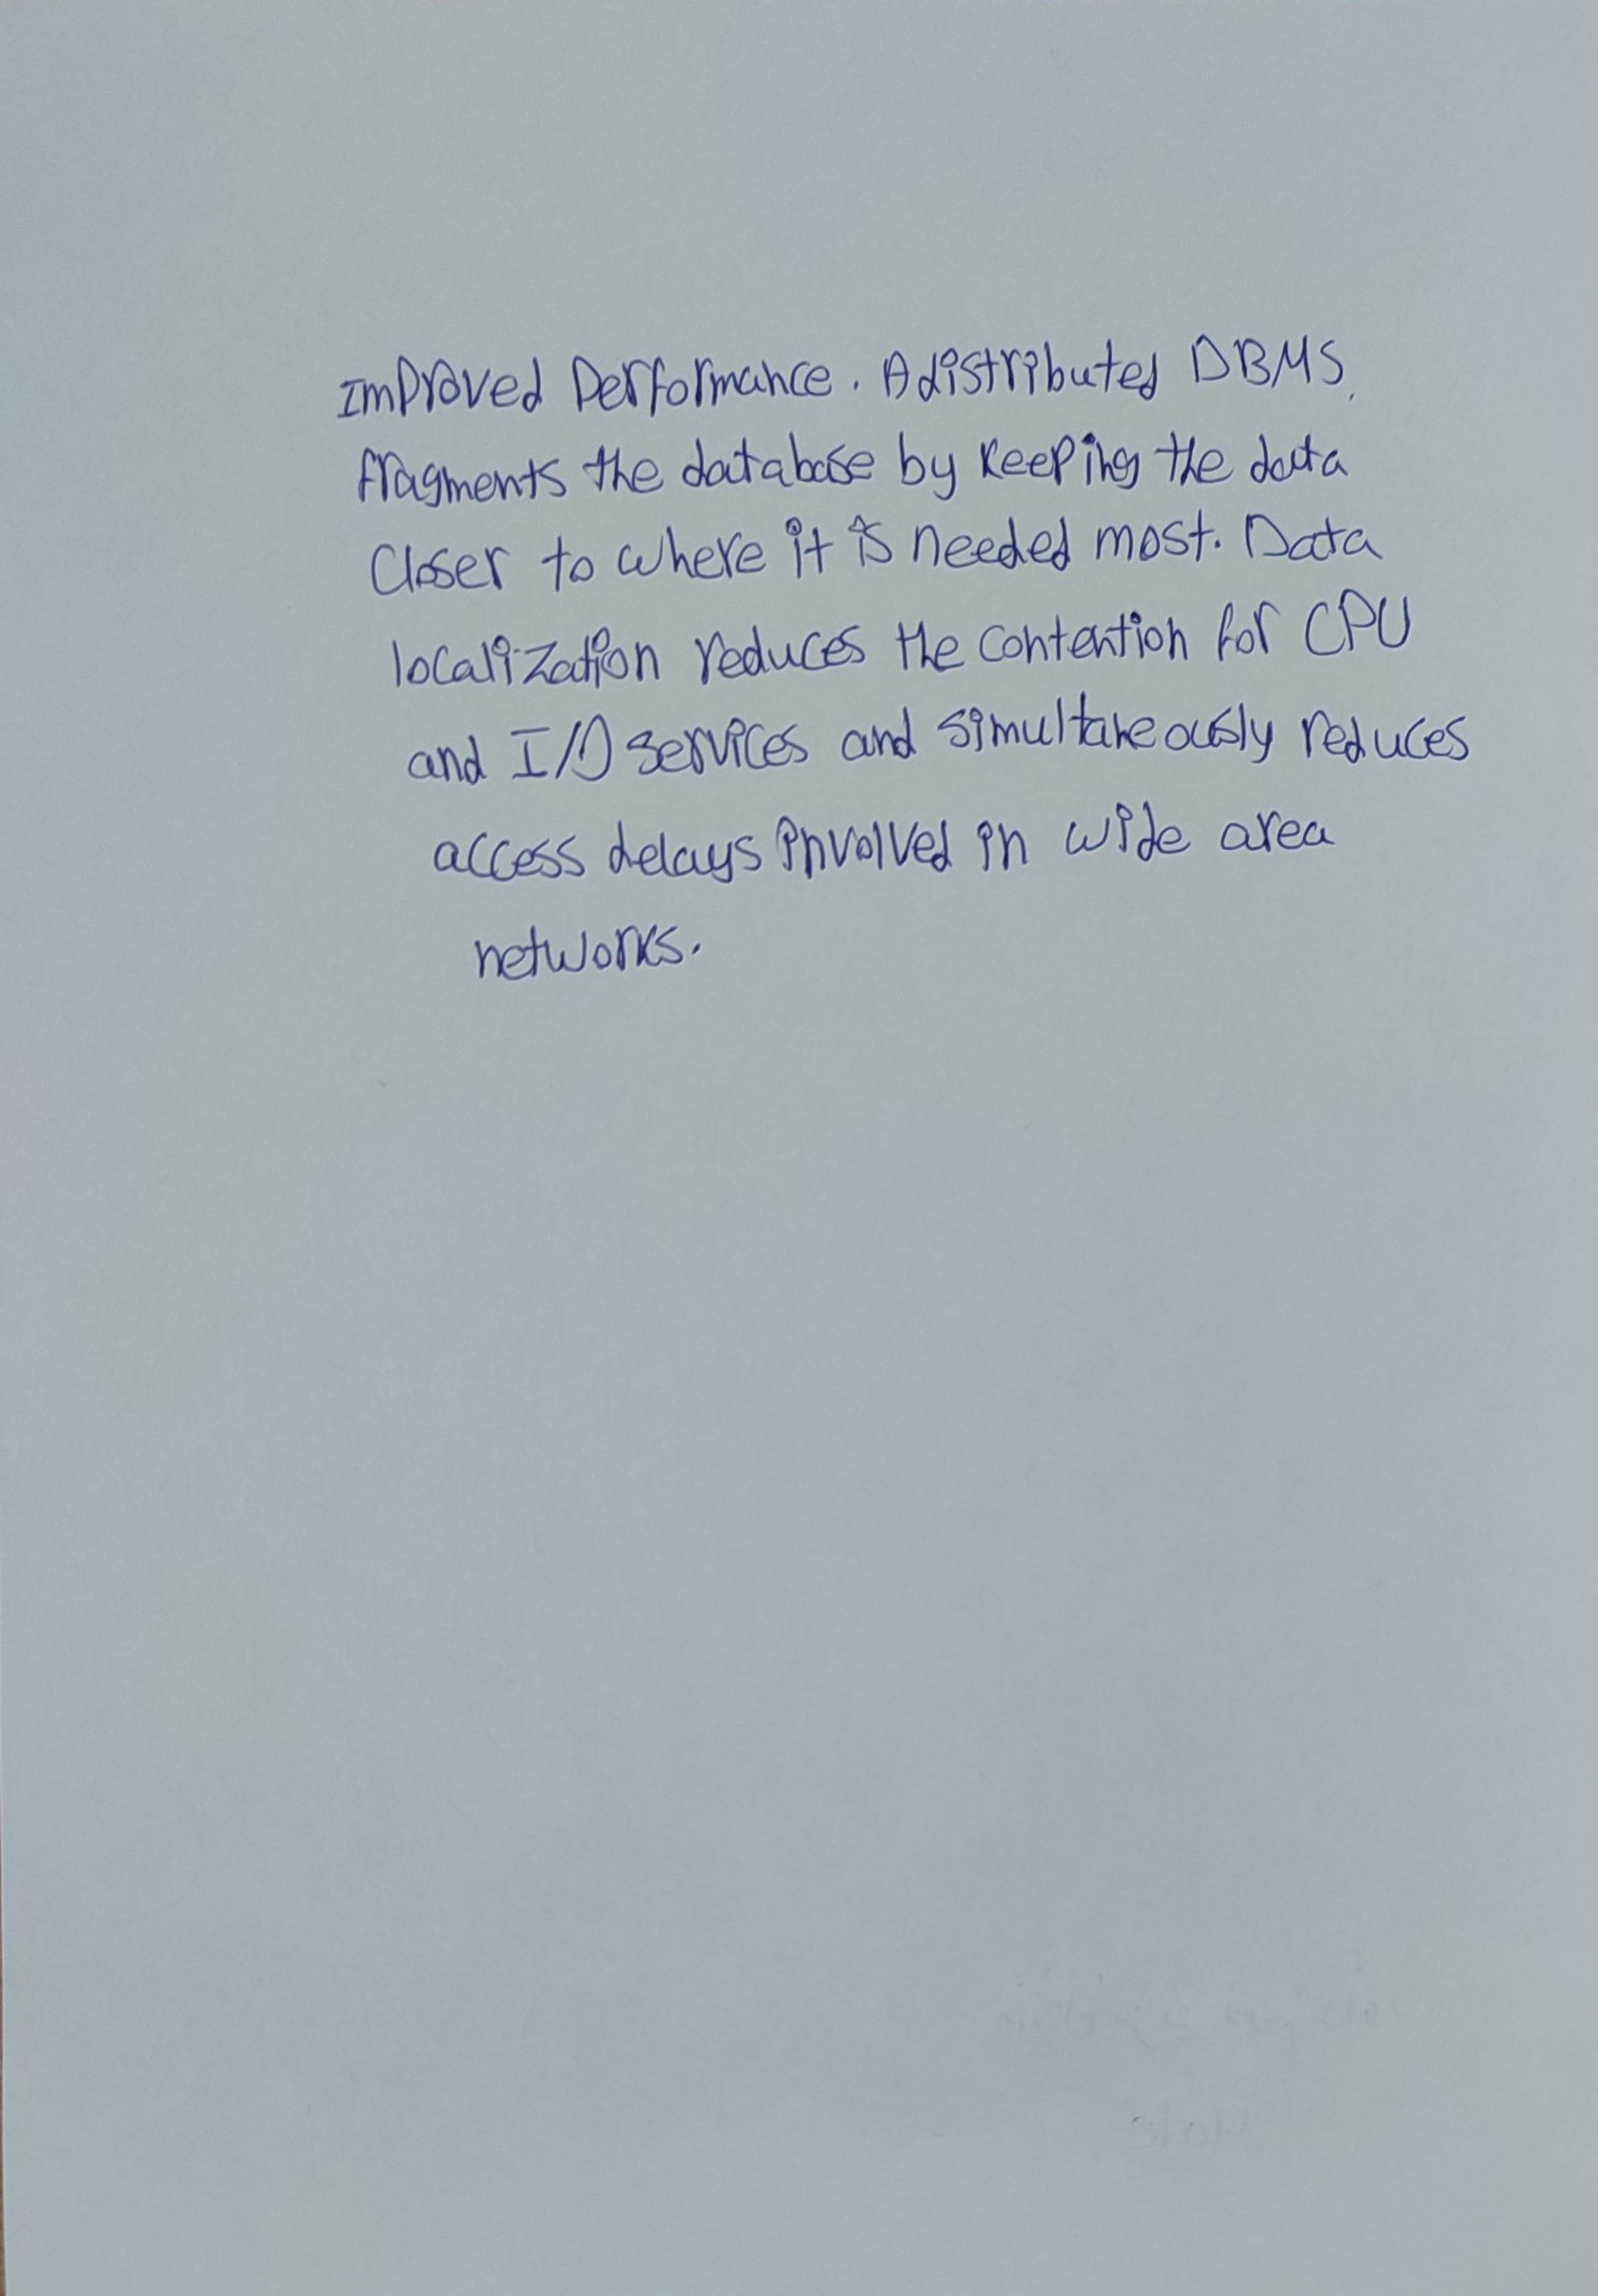 Improved Performance. A distributed DBMS
fragments the database by keeping the data
closer to where it is needed most. Data
localization reduces the contention for CPU
and I/O services and simultaneously reduces
access delays involved in wide area
networks.